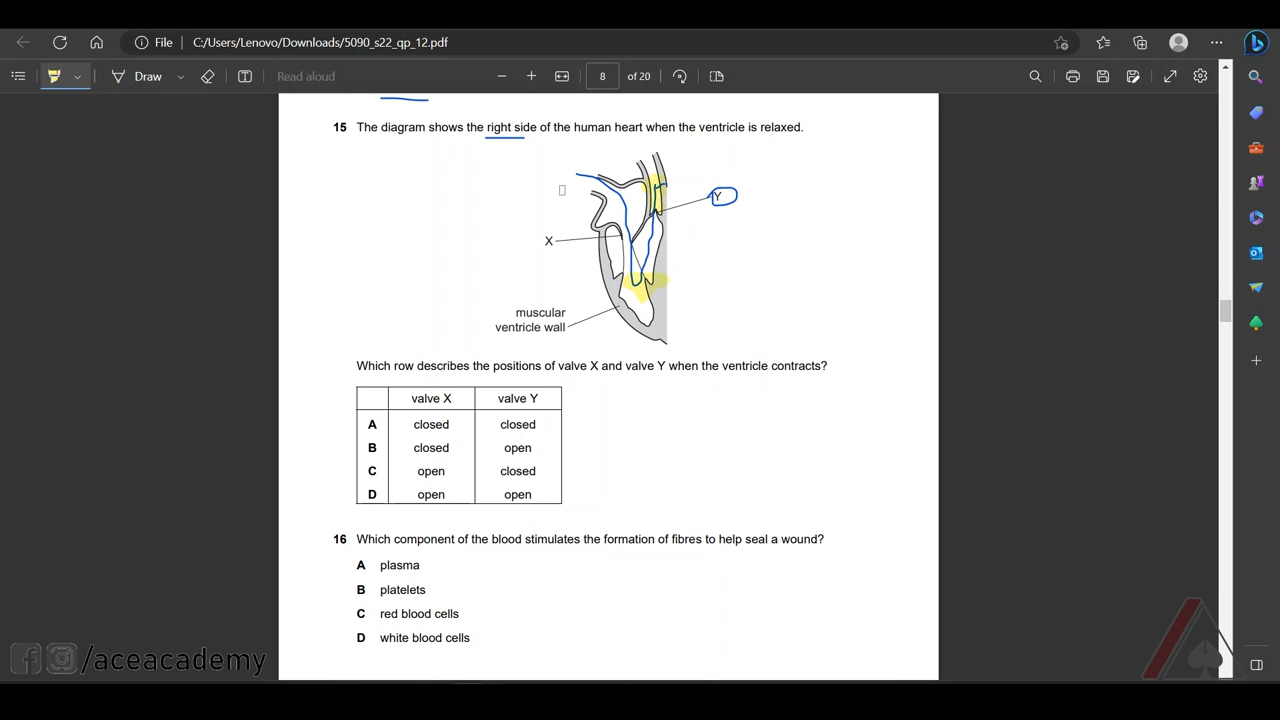 File C:/Users/Lenovo/Downloads/5090_s22_qp_12.pdf
Draw Read aloud 8 of 20
15 The diagram shows the right side of the human heart when the ventricle is relaxed.
Y
X
muscular
ventricle wall
Which row describes the positions of valve X and valve Y when the ventricle contracts?
valve X valve Y
A closed closed
B closed open
C open closed
D open open
16 Which component of the blood stimulates the formation of fibres to help seal a wound?
A plasma
B platelets
C red blood cells
D white blood cells
/aceacademy